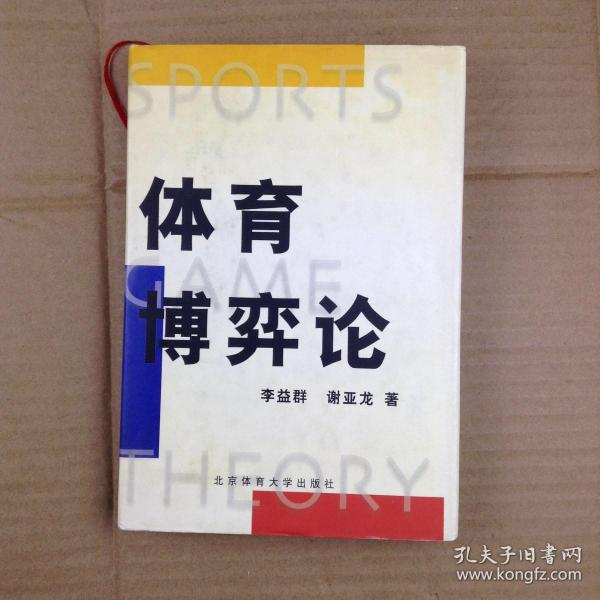 SPORTS
体育
GAME
博弈论
李益群 谢亚龙 著
THEORY
北京体育大学出版社
孔夫子旧书网
www.kongfz.com